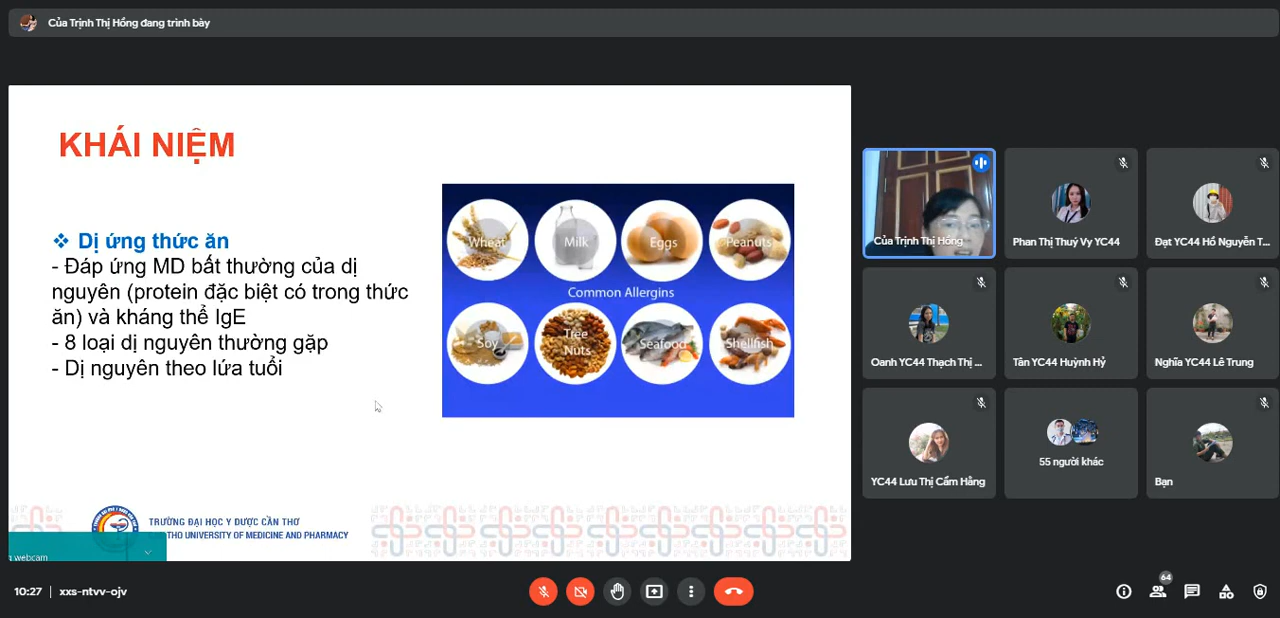 Của Trịnh Thị Hồng đang trình bày
KHÁI NIỆM
❖ Dị ứng thức ăn
- Đáp ứng MD bất thường của dị
nguyên (protein đặc biệt có trong thức
ăn) và kháng thể IgE
- 8 loại dị nguyên thường gặp
- Dị nguyên theo lứa tuổi
Wheat
Milk
Eggs
Peanuts
Common Allergins
Soy
Tree
Nuts
Seafood
Shellfish
TRƯỜNG ĐẠI HỌC Y DƯỢC CẦN THƠ
THO UNIVERSITY OF MEDICINE AND PHARMACY
webcam
Của Trịnh Thị Hồng
Phan Thị Thuý Vy YC44
Đạt YC44 Hồ Nguyễn T...
Oanh YC44 Thạch Thị ...
Tân YC44 Huỳnh Hỷ
Nghĩa YC44 Lê Trung
YC44 Lưu Thị Cẩm Hằng
55 người khác
Bạn
10:27 | xxs-ntvv-ojv
64